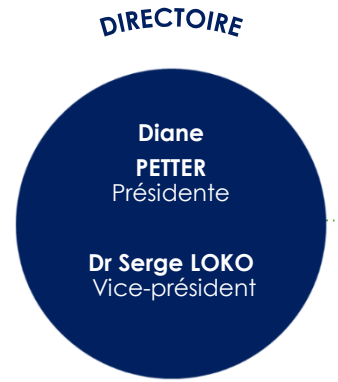 DIRECTOIRE
Diane
PETTER
Présidente
Dr Serge LOKO
Vice-président